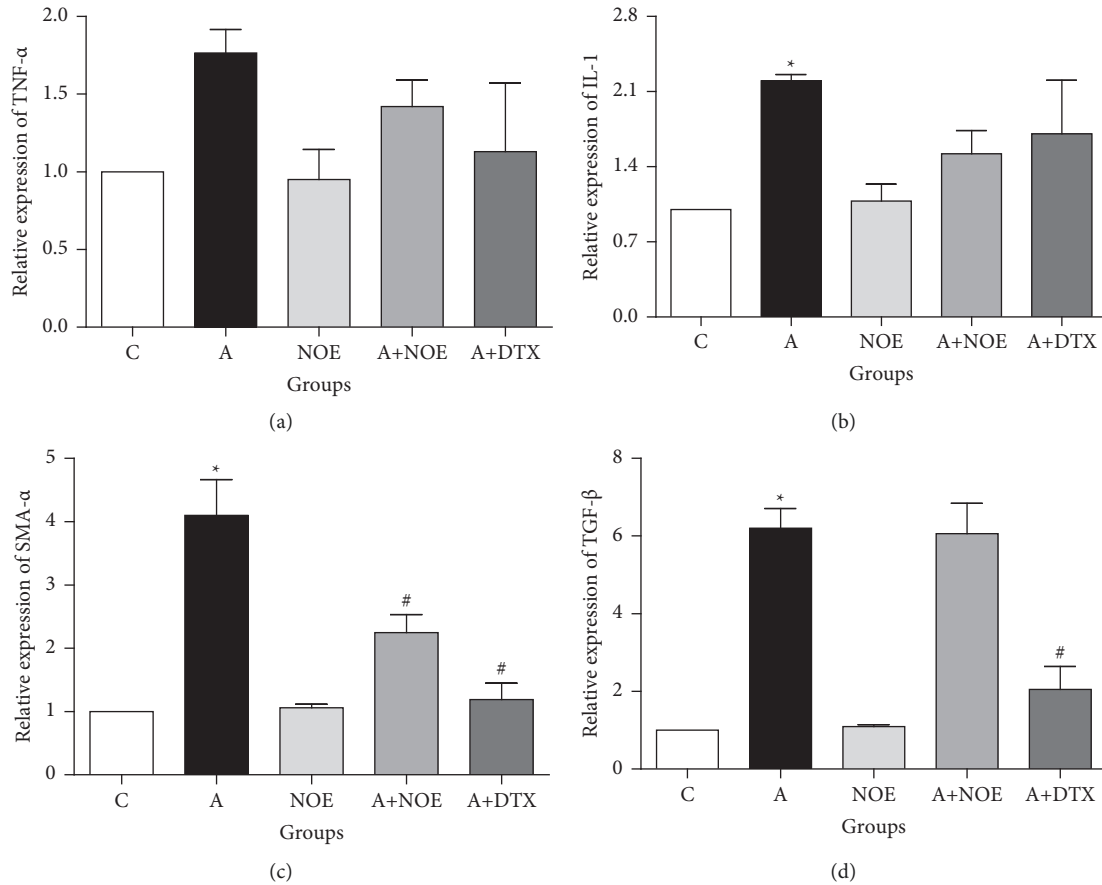 Relative expression of TNF-α
2.0
1.5
1.0
0.5
0.0
C A NOE A+NOE A+DTX
Groups
(a)
Relative expression of IL-1
2.8
2.1
1.4
0.7
0.0
*
C A NOE A+NOE A+DTX
Groups
(b)
Relative expression of SMA-α
5
4
3
2
1
0
*
#
#
C A NOE A+NOE A+DTX
Groups
(c)
Relative expression of TGF-β
8
6
4
2
0
*
#
C A NOE A+NOE A+DTX
Groups
(d)